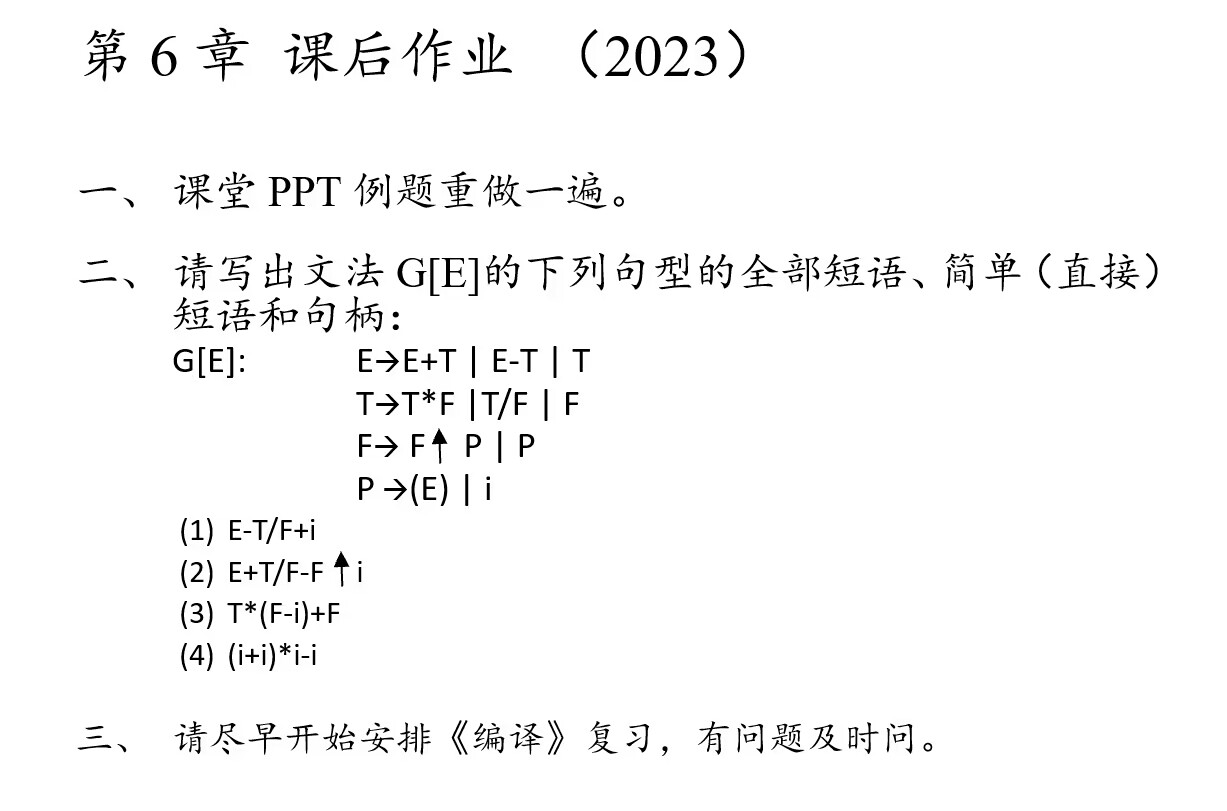 第 6 章 课后作业 （2023）
一、 课堂 PPT 例题重做一遍。
二、 请写出文法 G[E]的下列句型的全部短语、简单（直接）
短语和句柄：
G[E]: E→E+T | E-T | T
T→T*F |T/F | F
F→ F↑ P | P
P →(E) | i
(1) E-T/F+i
(2) E+T/F-F↑i
(3) T*(F-i)+F
(4) (i+i)*i-i
三、 请尽早开始安排《编译》复习，有问题及时问。